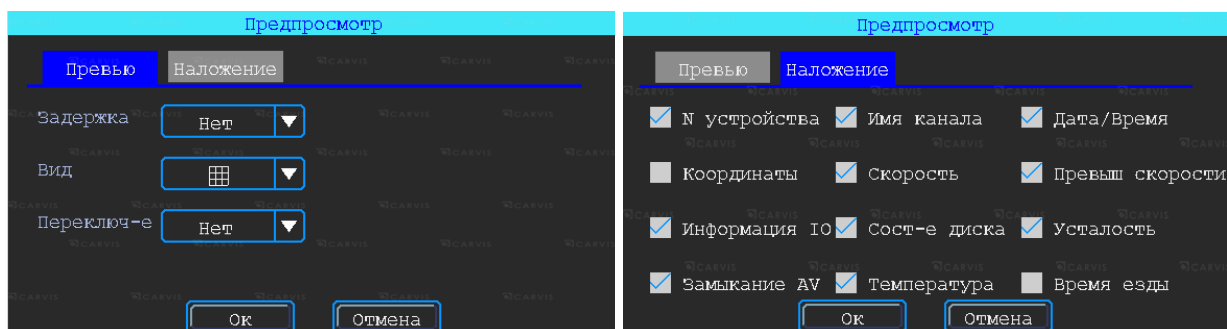 Предпросмотр
Превью Наложение
Задержка Нет
Вид
Переключ-е Нет
Ок Отмена
Предпросмотр
Превью Наложение
N устройства Имя канала Дата/Время
Координаты Скорость Превыш скорости
Информация IO Сост-е диска Усталость
Замыкание AV Температура Время езды
Ок Отмена